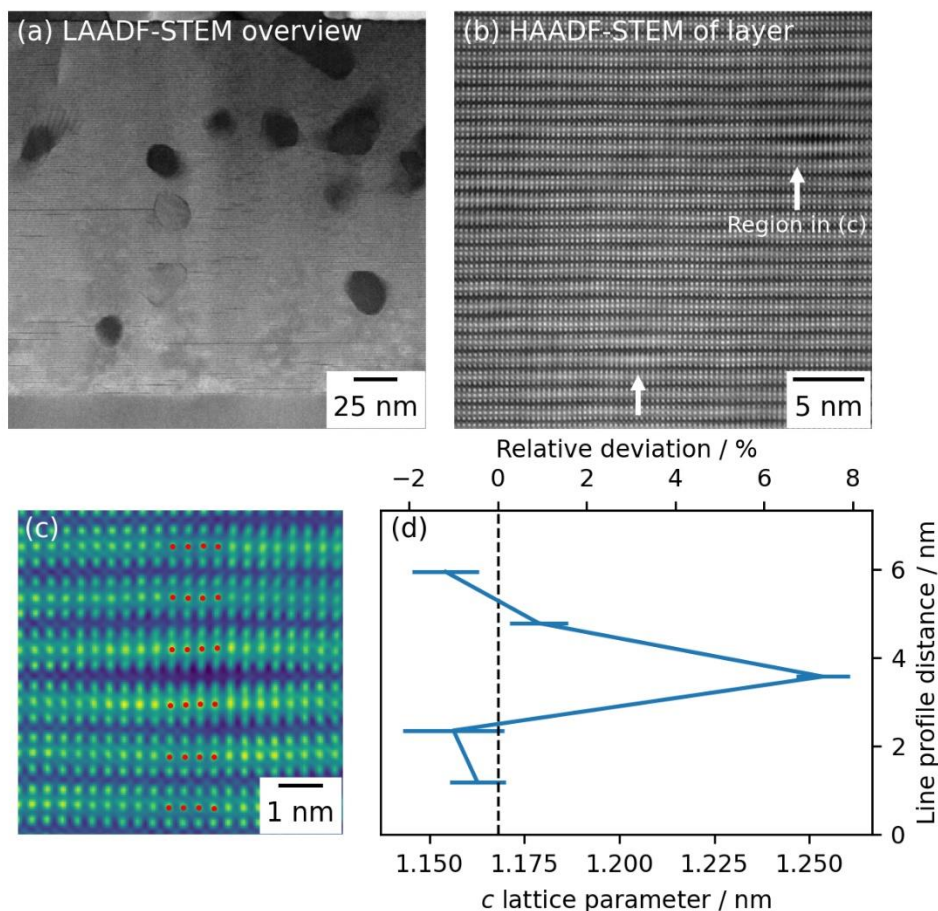 (a) LAADF-STEM overview
25 nm
(b) HAADF-STEM of layer
Region in (c)
5 nm
(c)
1 nm
Relative deviation / %
−2 0 2 4 6 8
(d)
6
4
2
0
Line profile distance / nm
1.150 1.175 1.200 1.225 1.250
c lattice parameter / nm